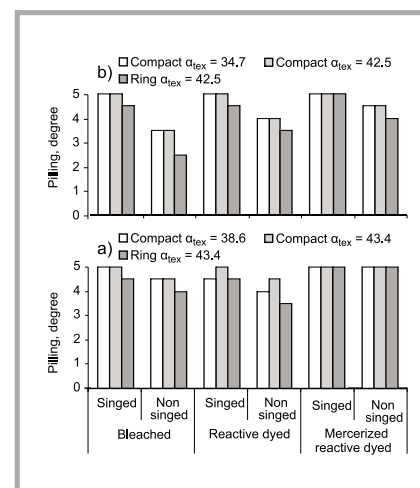 b)
Compact αtex = 34.7 Compact αtex = 42.5
Ring αtex = 42.5
Pilling, degree
5
4
3
2
1
0
a)
Compact αtex = 38.6 Compact αtex = 43.4
Ring αtex = 43.4
Pilling, degree
5
4
3
2
1
0
Singed Non singed Singed Non singed Singed Non singed
Bleached Reactive dyed Mercerized
reactive dyed